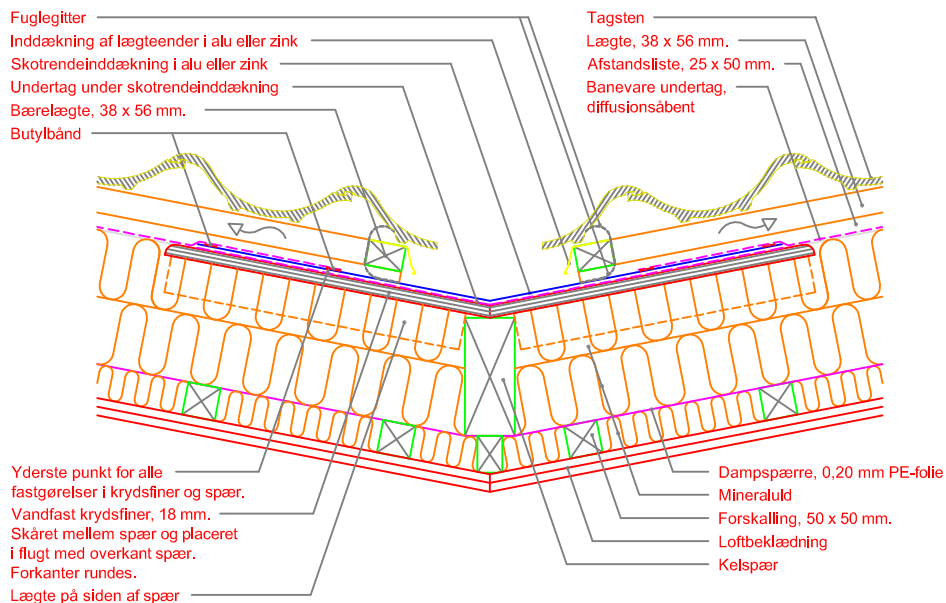 Fuglegitter
Inddækning af lægteender i alu eller zink
Skotrendeinddækning i alu eller zink
Undertag under skotrendeinddækning
Bærelægte, 38 x 56 mm.
Butylbånd
Tagsten
Lægte, 38 x 56 mm.
Afstandsliste, 25 x 50 mm.
Banevare undertag,
diffusionsåbent
Yderste punkt for alle
fastgørelser i krydsfiner og spær.
Vandfast krydsfiner, 18 mm.
Skåret mellem spær og placeret
i flugt med overkant spær.
Forkanter rundes.
Lægte på siden af spær
Dampspærre, 0,20 mm PE-folie
Mineraluld
Forskalling, 50 x 50 mm.
Loftbeklædning
Kelspær